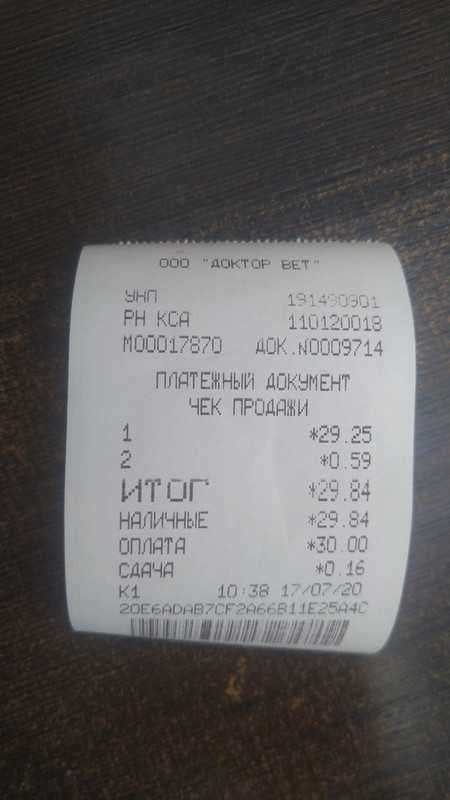 ООО "ДОКТОР ВЕТ"
УНП 191490901
РН КСА 110120018
М00017870 ДОК.N0009714
ПЛАТЕЖНЫЙ ДОКУМЕНТ
ЧЕК ПРОДАЖИ
1 *29.25
2 *0.59
ИТОГ *29.84
НАЛИЧНЫЕ *29.84
ОПЛАТА *30.00
СДАЧА *0.16
К1 10:38 17/07/20
20E6ADAB7CF2A66B11E25A4C